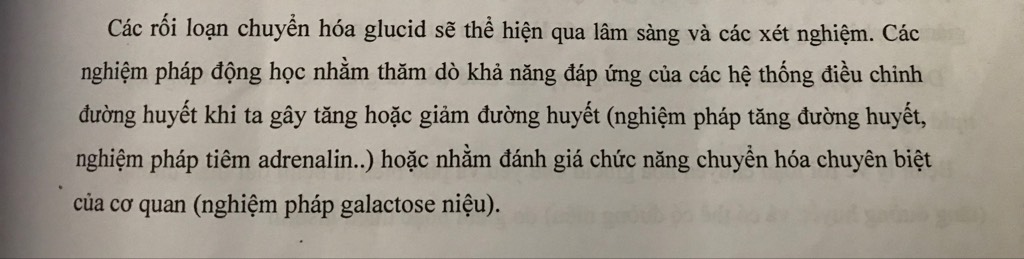 Các rối loạn chuyển hóa glucid sẽ thể hiện qua lâm sàng và các xét nghiệm. Các
nghiệm pháp động học nhằm thăm dò khả năng đáp ứng của các hệ thống điều chỉnh
đường huyết khi ta gây tăng hoặc giảm đường huyết (nghiệm pháp tăng đường huyết,
nghiệm pháp tiêm adrenalin..) hoặc nhằm đánh giá chức năng chuyển hóa chuyên biệt
của cơ quan (nghiệm pháp galactose niệu).